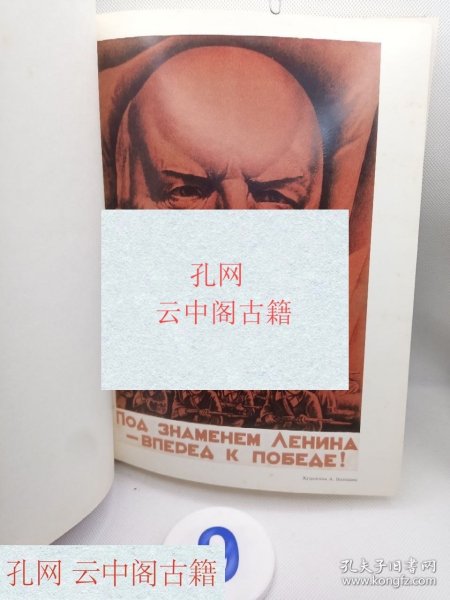 孔网
云中阁古籍
ПОД ЗНАМЕНЕМ ЛЕНИНА
–ВПЕРЕД К ПОБЕДЕ!
Художник А.
孔网 云中阁古籍
孔夫子旧书网
www.kongfz.com